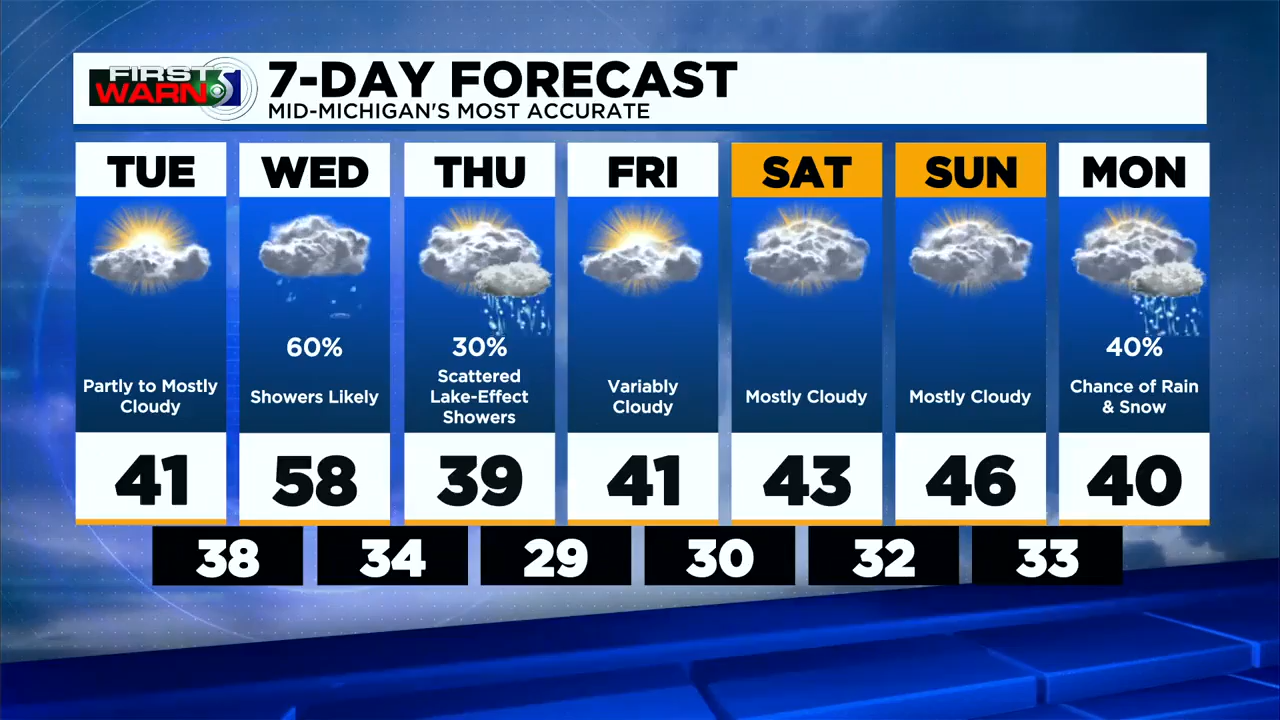 FIRST
WARN 5
7-DAY FORECAST
MID-MICHIGAN'S MOST ACCURATE
TUE
WED
THU
FRI
SAT
SUN
MON
60%
30%
40%
Partly to Mostly
Cloudy
Showers Likely
Scattered
Lake-Effect
Showers
Variably
Cloudy
Mostly Cloudy
Mostly Cloudy
Chance of Rain
& Snow
41
58
39
41
43
46
40
38
34
29
30
32
33